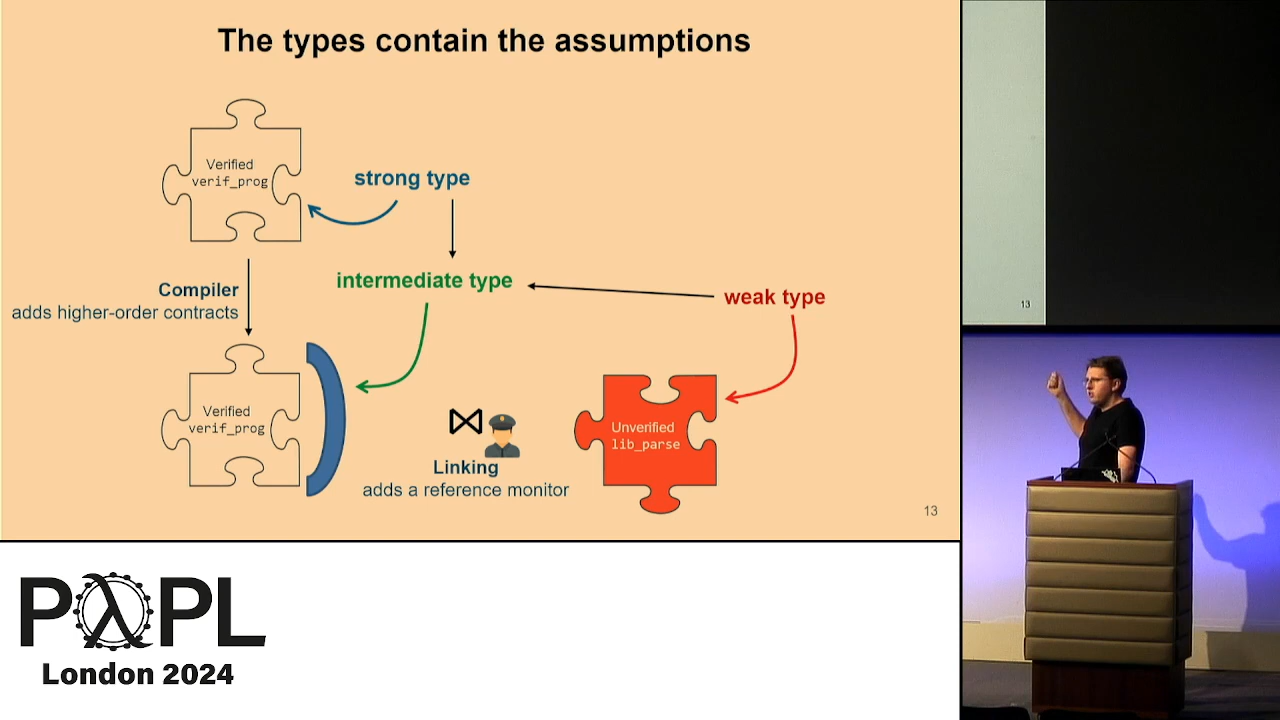 The types contain the assumptions
Verified
verif_prog
strong type
intermediate type
weak type
Compiler
adds higher-order contracts
Verified
verif_prog
Unverified
lib_parse
Linking
adds a reference monitor
13
13
PλPL
London 2024